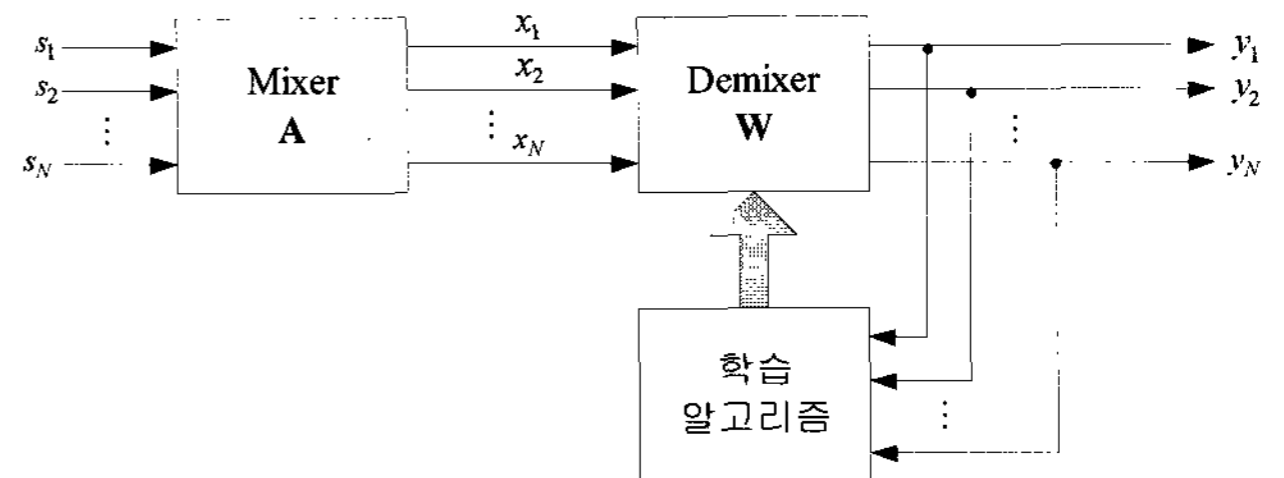 s1
s2
⋮
sN
Mixer
A
x1
x2
⋮
xN
Demixer
W
y1
y2
⋮
yN
학습
알고리즘
⋮